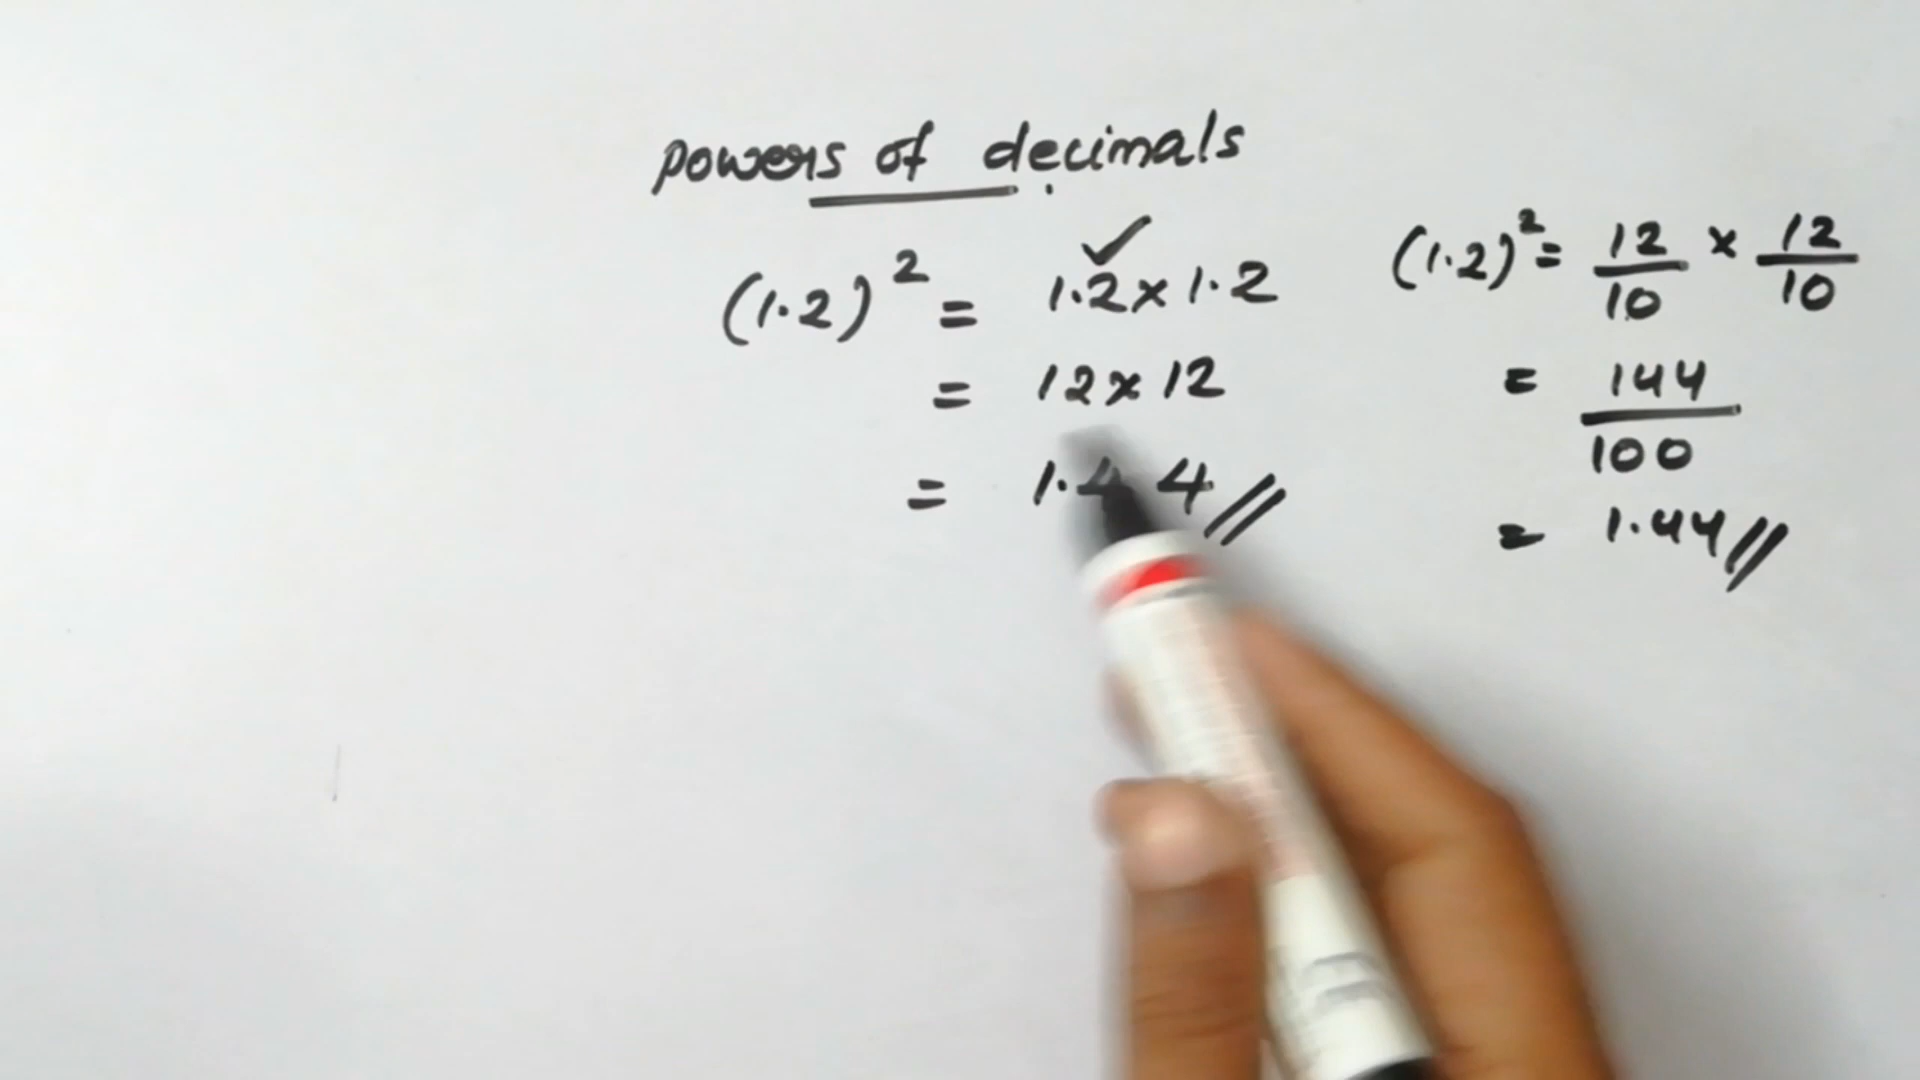 powers of decimals
(1.2)² = 1.2 x 1.2
= 12 x 12
= 1.44 //
(1.2)² = 12/10 x 12/10
= 144/100
= 1.44 //